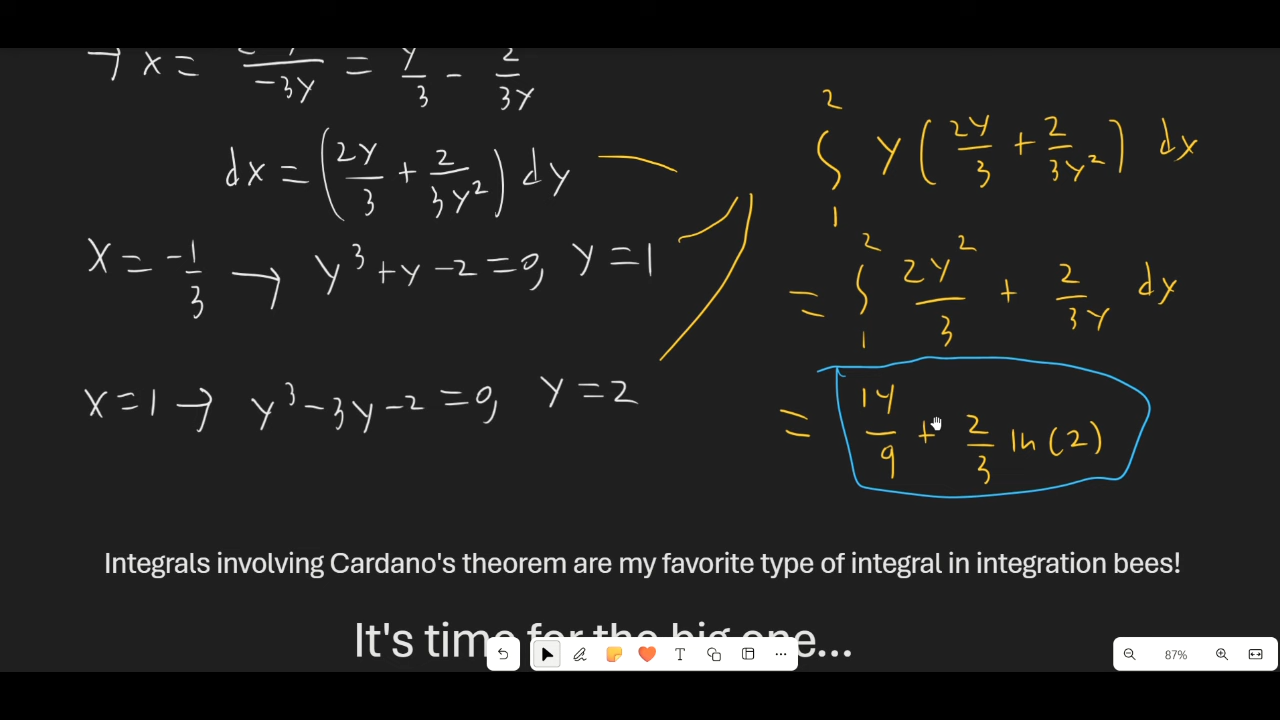 → x = /-3y = y/3 - 2/3y
dx = (2y/3 + 2/3y²) dy
x = -1/3 → y³ + y - 2 = 0, y = 1
x = 1 → y³ - 3y - 2 = 0, y = 2
∫₁² y (2y/3 + 2/3y²) dx
= ∫₁² 2y²/3 + 2/3y dx
= 14/9 + 2/3 ln(2)
Integrals involving Cardano's theorem are my favorite type of integral in integration bees!
It's time for the big one...
87%